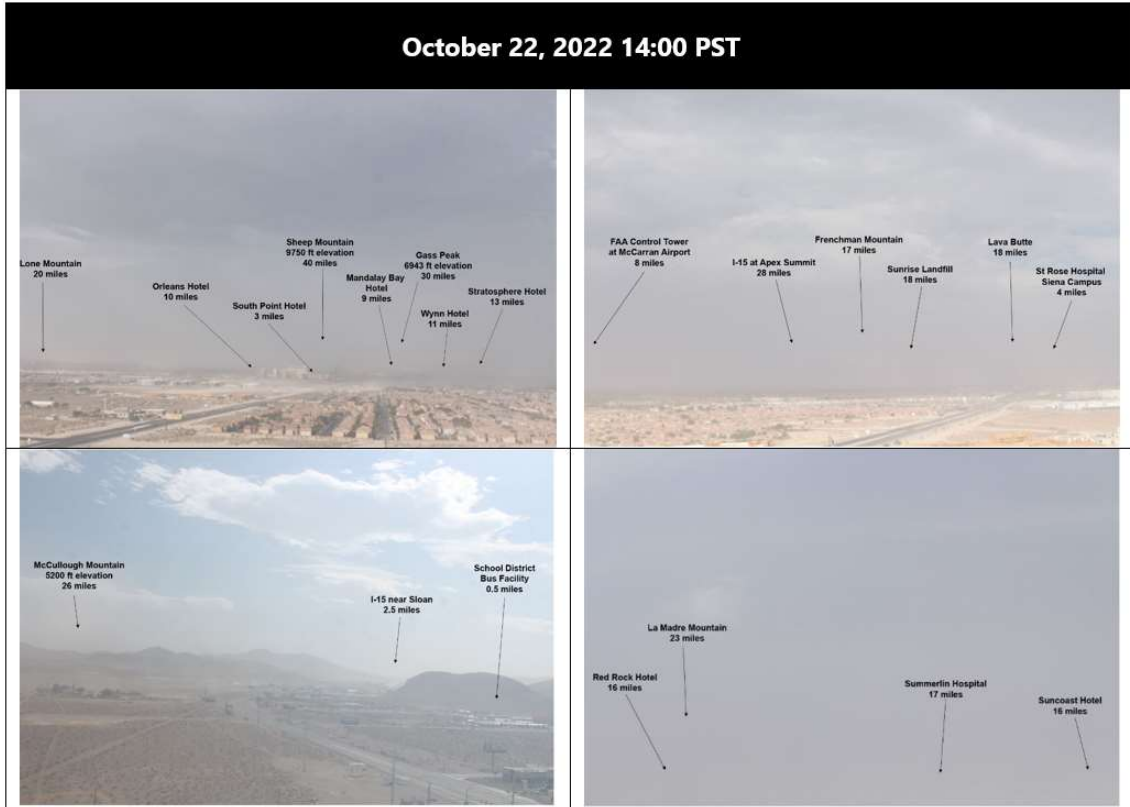 October 22, 2022 14:00 PST
Lone Mountain
20 miles
Orleans Hotel
10 miles
South Point Hotel
3 miles
Sheep Mountain
9750 ft elevation
40 miles
Mandalay Bay
Hotel
9 miles
Gass Peak
6943 ft elevation
30 miles
Wynn Hotel
11 miles
Stratosphere Hotel
13 miles
FAA Control Tower
at McCarran Airport
8 miles
I-15 at Apex Summit
28 miles
Frenchman Mountain
17 miles
Sunrise Landfill
18 miles
Lava Butte
18 miles
St Rose Hospital
Siena Campus
4 miles
McCullough Mountain
5200 ft elevation
26 miles
I-15 near Sloan
2.5 miles
School District
Bus Facility
0.5 miles
Red Rock Hotel
16 miles
La Madre Mountain
23 miles
Summerlin Hospital
17 miles
Suncoast Hotel
16 miles